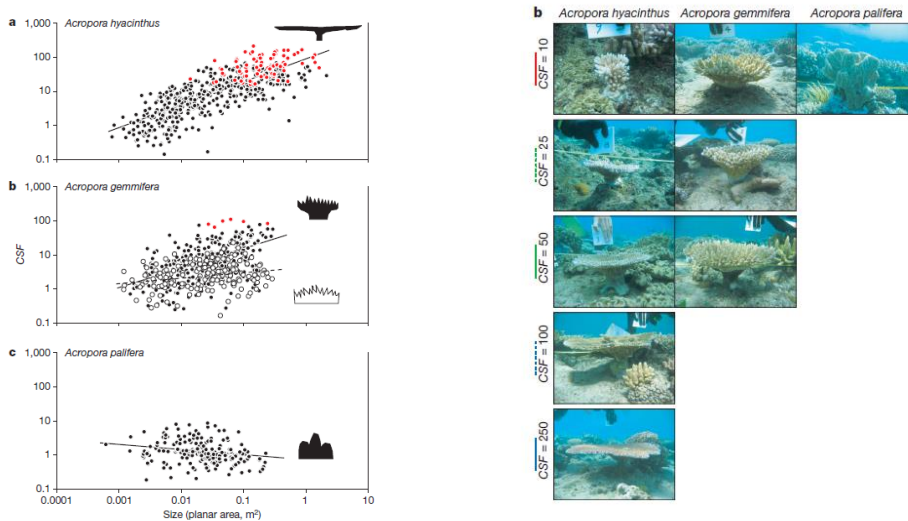 a
Acropora hyacinthus
1,000
100
10
1
0.1
b
Acropora gemmifera
1,000
100
10
1
0.1
CSF
c
Acropora palifera
1,000
100
10
1
0.1
0.0001 0.001 0.01 0.1 1 10
Size (planar area, m²)
b
Acropora hyacinthus Acropora gemmifera Acropora palifera
CSF = 10
CSF = 25
CSF = 50
CSF = 100
CSF = 250